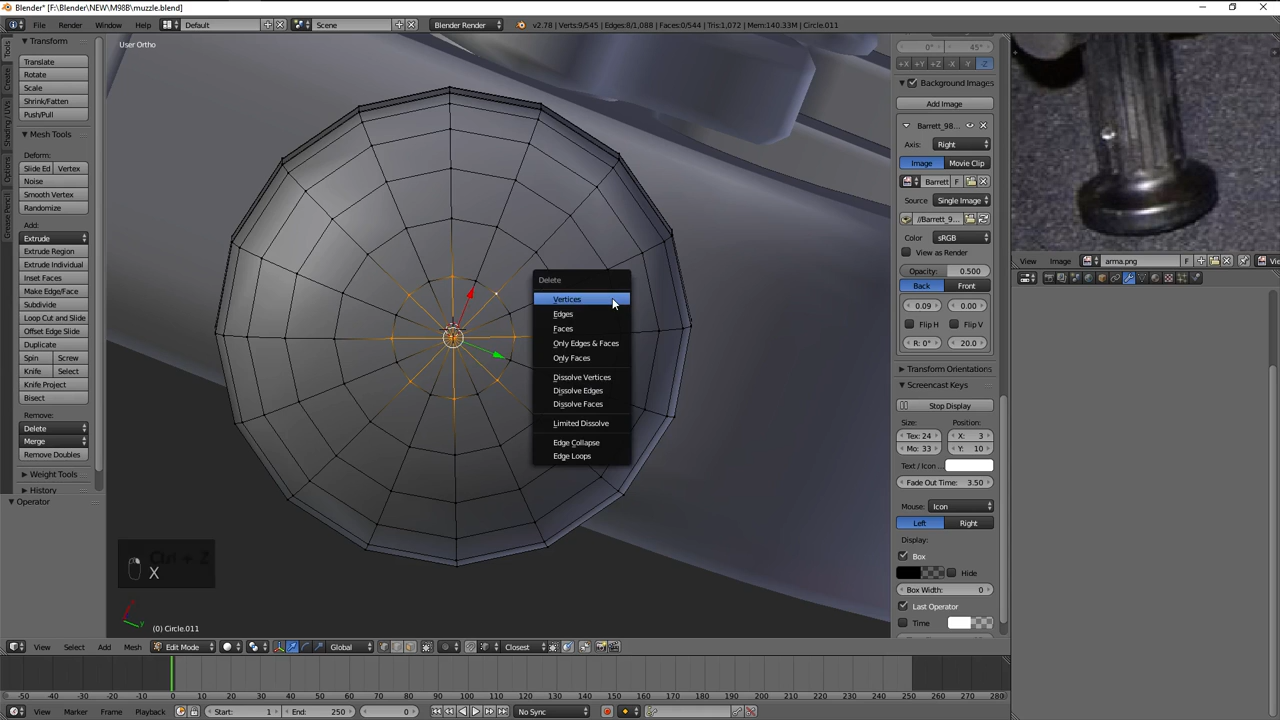 Blender* [F:\Blender\NEW\M98B\muzzle.blend]
File Render Window Help Default Scene Blender Render v2.78 | Verts:9/545 | Edges:8/1,088 | Faces:0/544 | Tris:1,072 | Mem:140.33M | Circle.011
Tools
Create
Shading / UVs
Options
Grease Pencil
Transform
Translate
Rotate
Scale
Shrink/Fatten
Push/Pull
Mesh Tools
Deform:
Slide Ed Vertex
Noise
Smooth Vertex
Randomize
Add:
Extrude
Extrude Region
Extrude Individual
Inset Faces
Make Edge/Face
Subdivide
Loop Cut and Slide
Offset Edge Slide
Duplicate
Spin Screw
Knife Select
Knife Project
Bisect
Remove:
Delete
Merge
Remove Doubles
Weight Tools
History
Operator
User Ortho
Delete
Vertices
Edges
Faces
Only Edges & Faces
Only Faces
Dissolve Vertices
Dissolve Edges
Dissolve Faces
Limited Dissolve
Edge Collapse
Edge Loops
Ctrl + Z
X
(0) Circle.011
0° 45°
+X +Y +Z -X -Y -Z
Background Images
Add Image
Barrett_98...
Axis: Right
Image Movie Clip
Barrett F
Source Single Image
//Barrett_9...
Color sRGB
View as Render
Opacity: 0.500
Back Front
0.09 0.00
Flip H Flip V
R: 0° 20.0
Transform Orientations
Screencast Keys
Stop Display
Size: Position:
Tex: 24 X: 3
Mo: 33 Y: 10
Text / Icon ...
Fade Out Time: 3.50
Mouse: Icon
Left Right
Display:
Box Hide
Box Width: 0
Last Operator
Time
View Image arma.png F
View Select Add Mesh Edit Mode Global Closest
-50 -40 -30 -20 -10 0 10 20 30 40 50 60 70 80 90 100 110 120 130 140 150 160 170 180 190 200 210 220 230 240 250 260 270 280
View Marker Frame Playback Start: 1 End: 250 0 No Sync